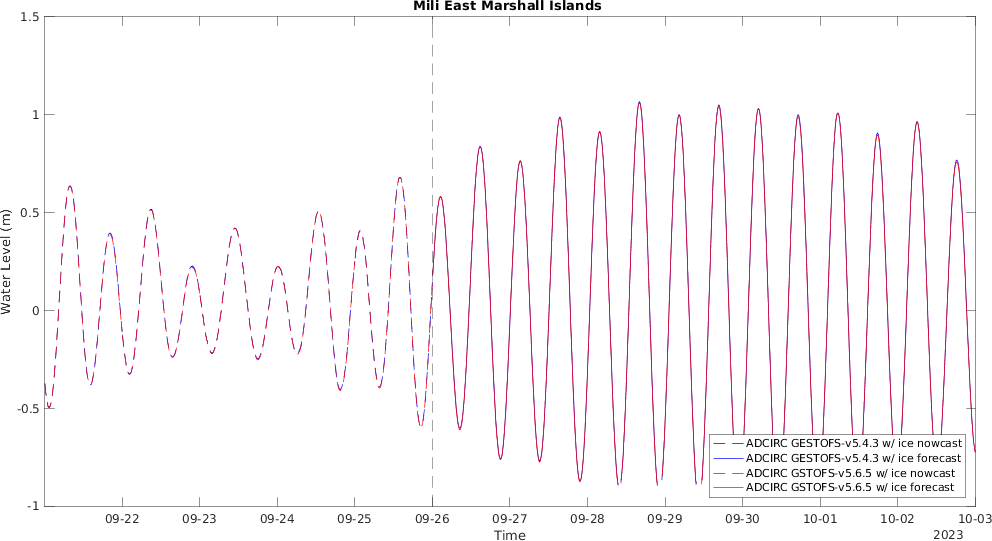 Mili East Marshall Islands
1.5
1
0.5
0
-0.5
-1
Water Level (m)
ADCIRC GESTOFS-v5.4.3 w/ ice nowcast
ADCIRC GESTOFS-v5.4.3 w/ ice forecast
ADCIRC GSTOFS-v5.6.5 w/ ice nowcast
ADCIRC GSTOFS-v5.6.5 w/ ice forecast
09-22 09-23 09-24 09-25 09-26 09-27 09-28 09-29 09-30 10-01 10-02 10-03
Time
2023